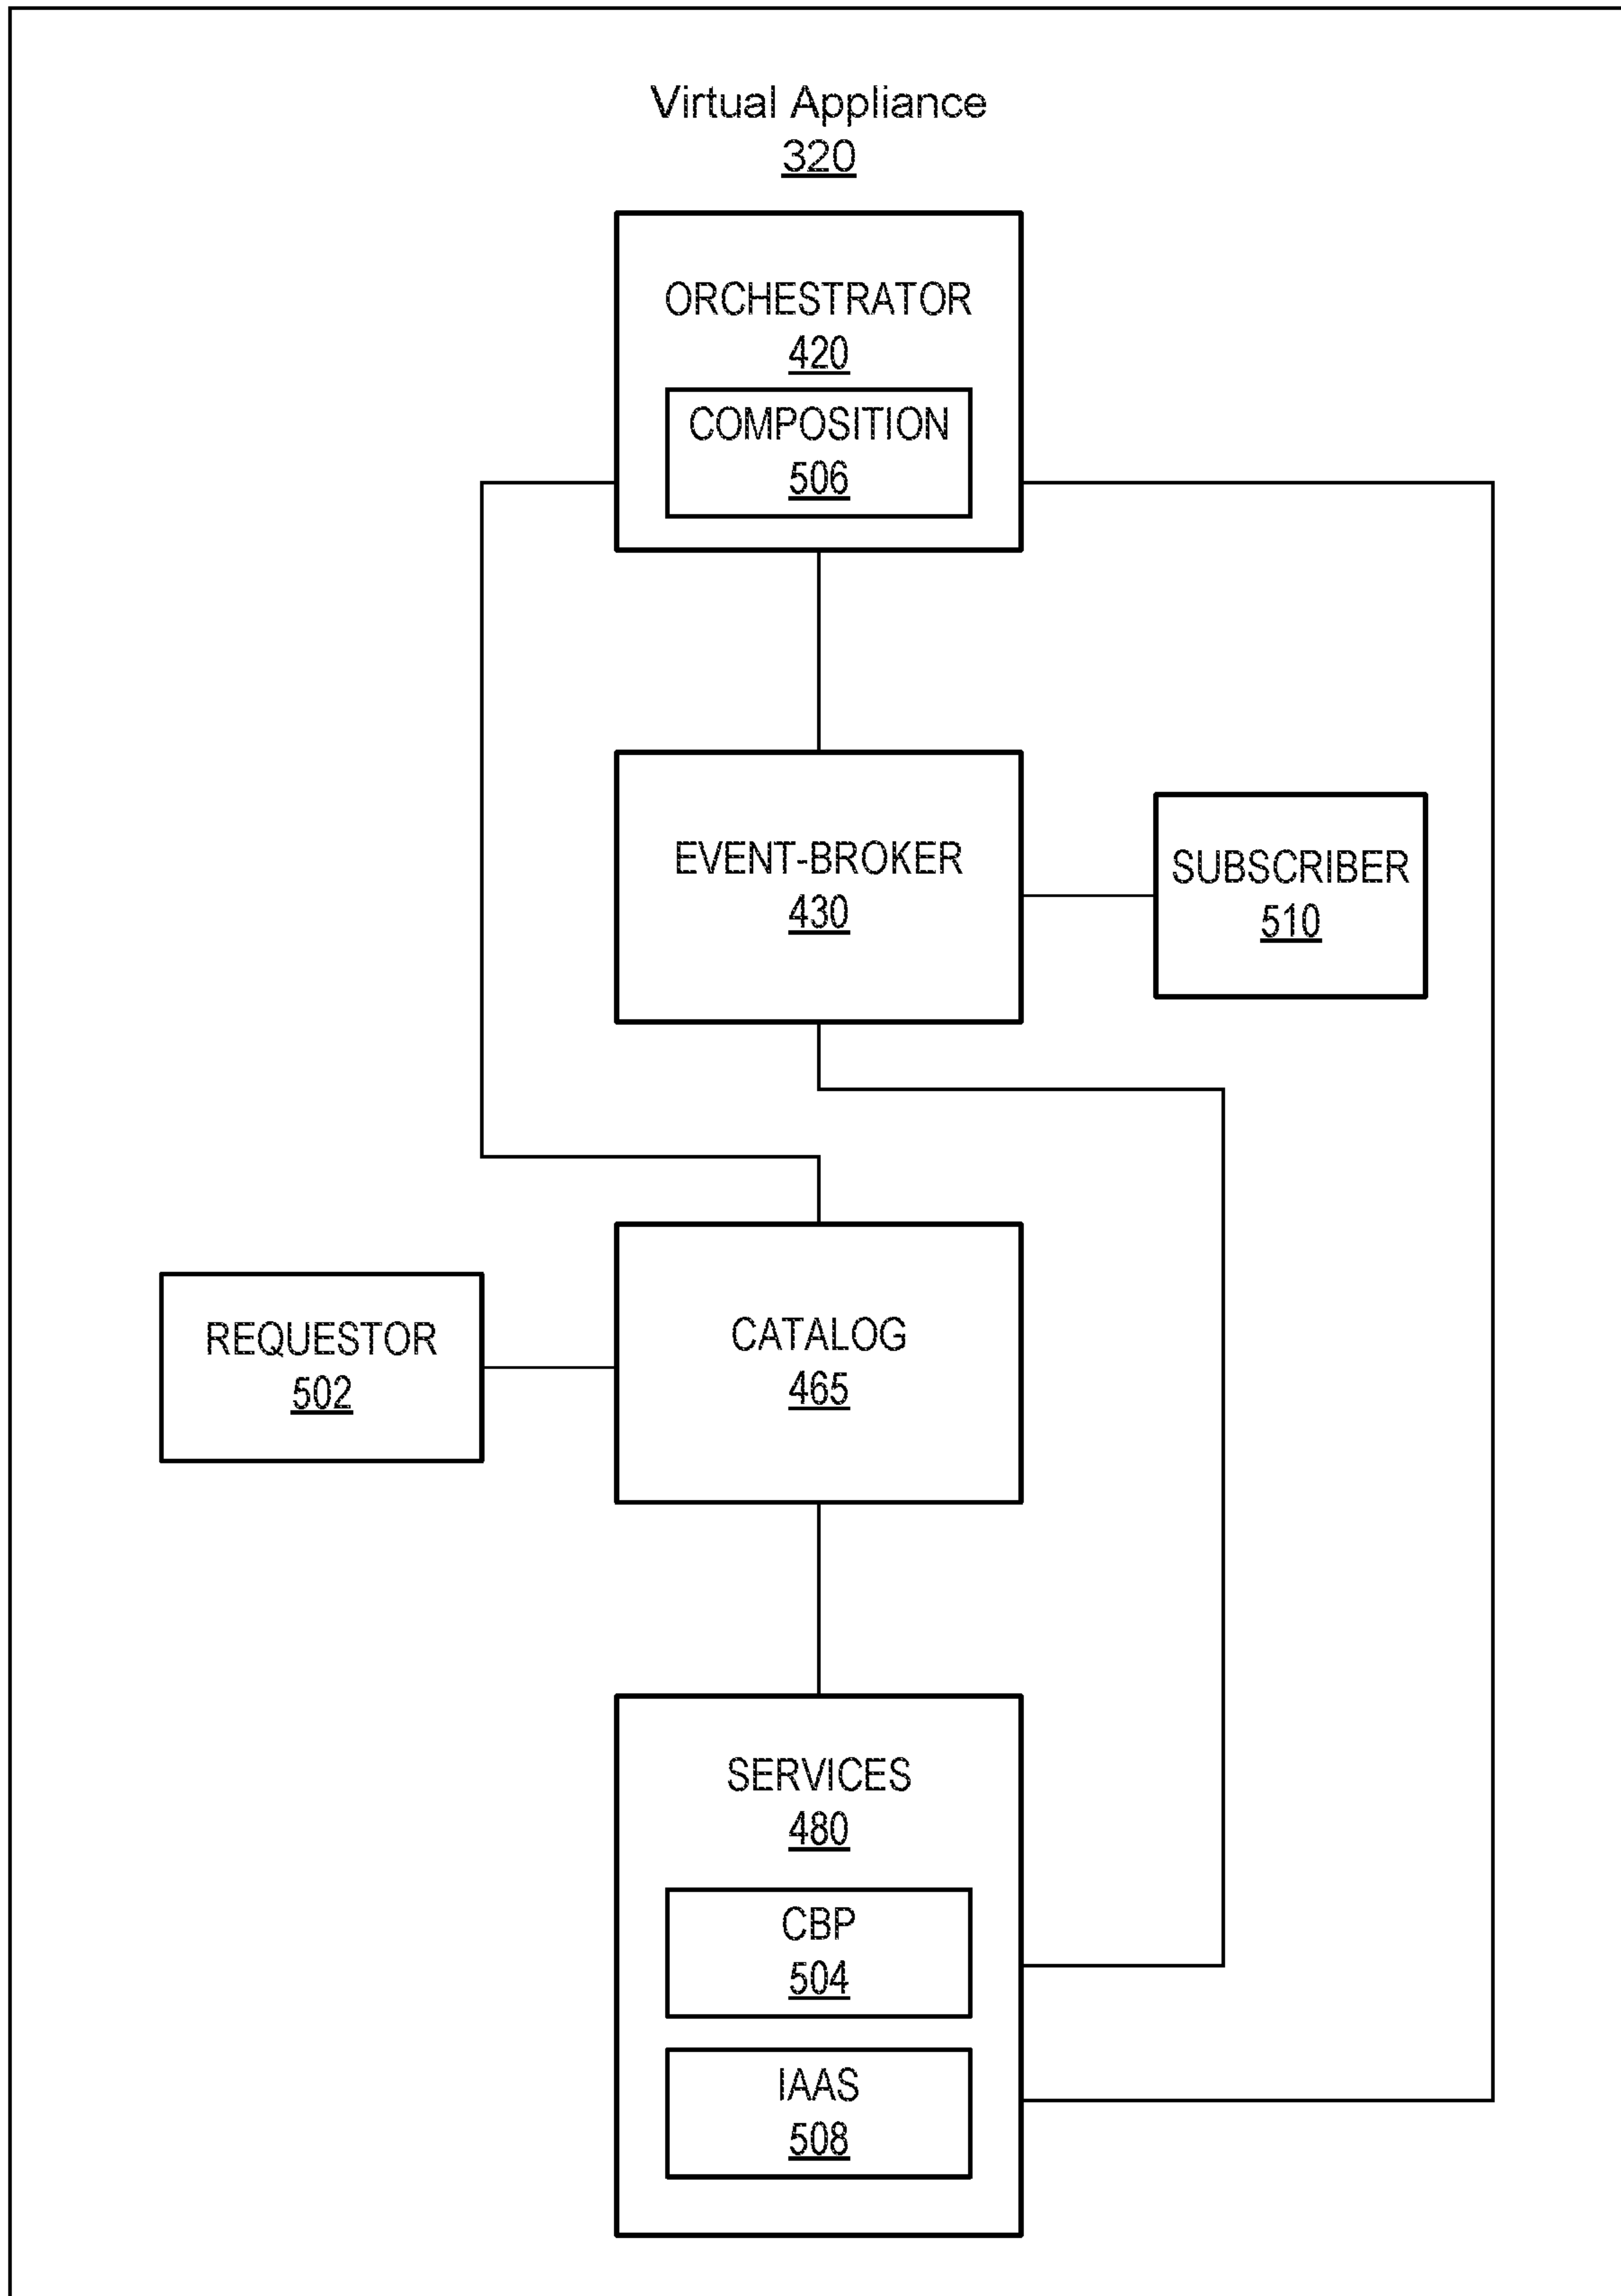 Virtual Appliance
320
ORCHESTRATOR
420
COMPOSITION
506
EVENT-BROKER
430
SUBSCRIBER
510
REQUESTOR
502
CATALOG
465
SERVICES
480
CBP
504
IAAS
508